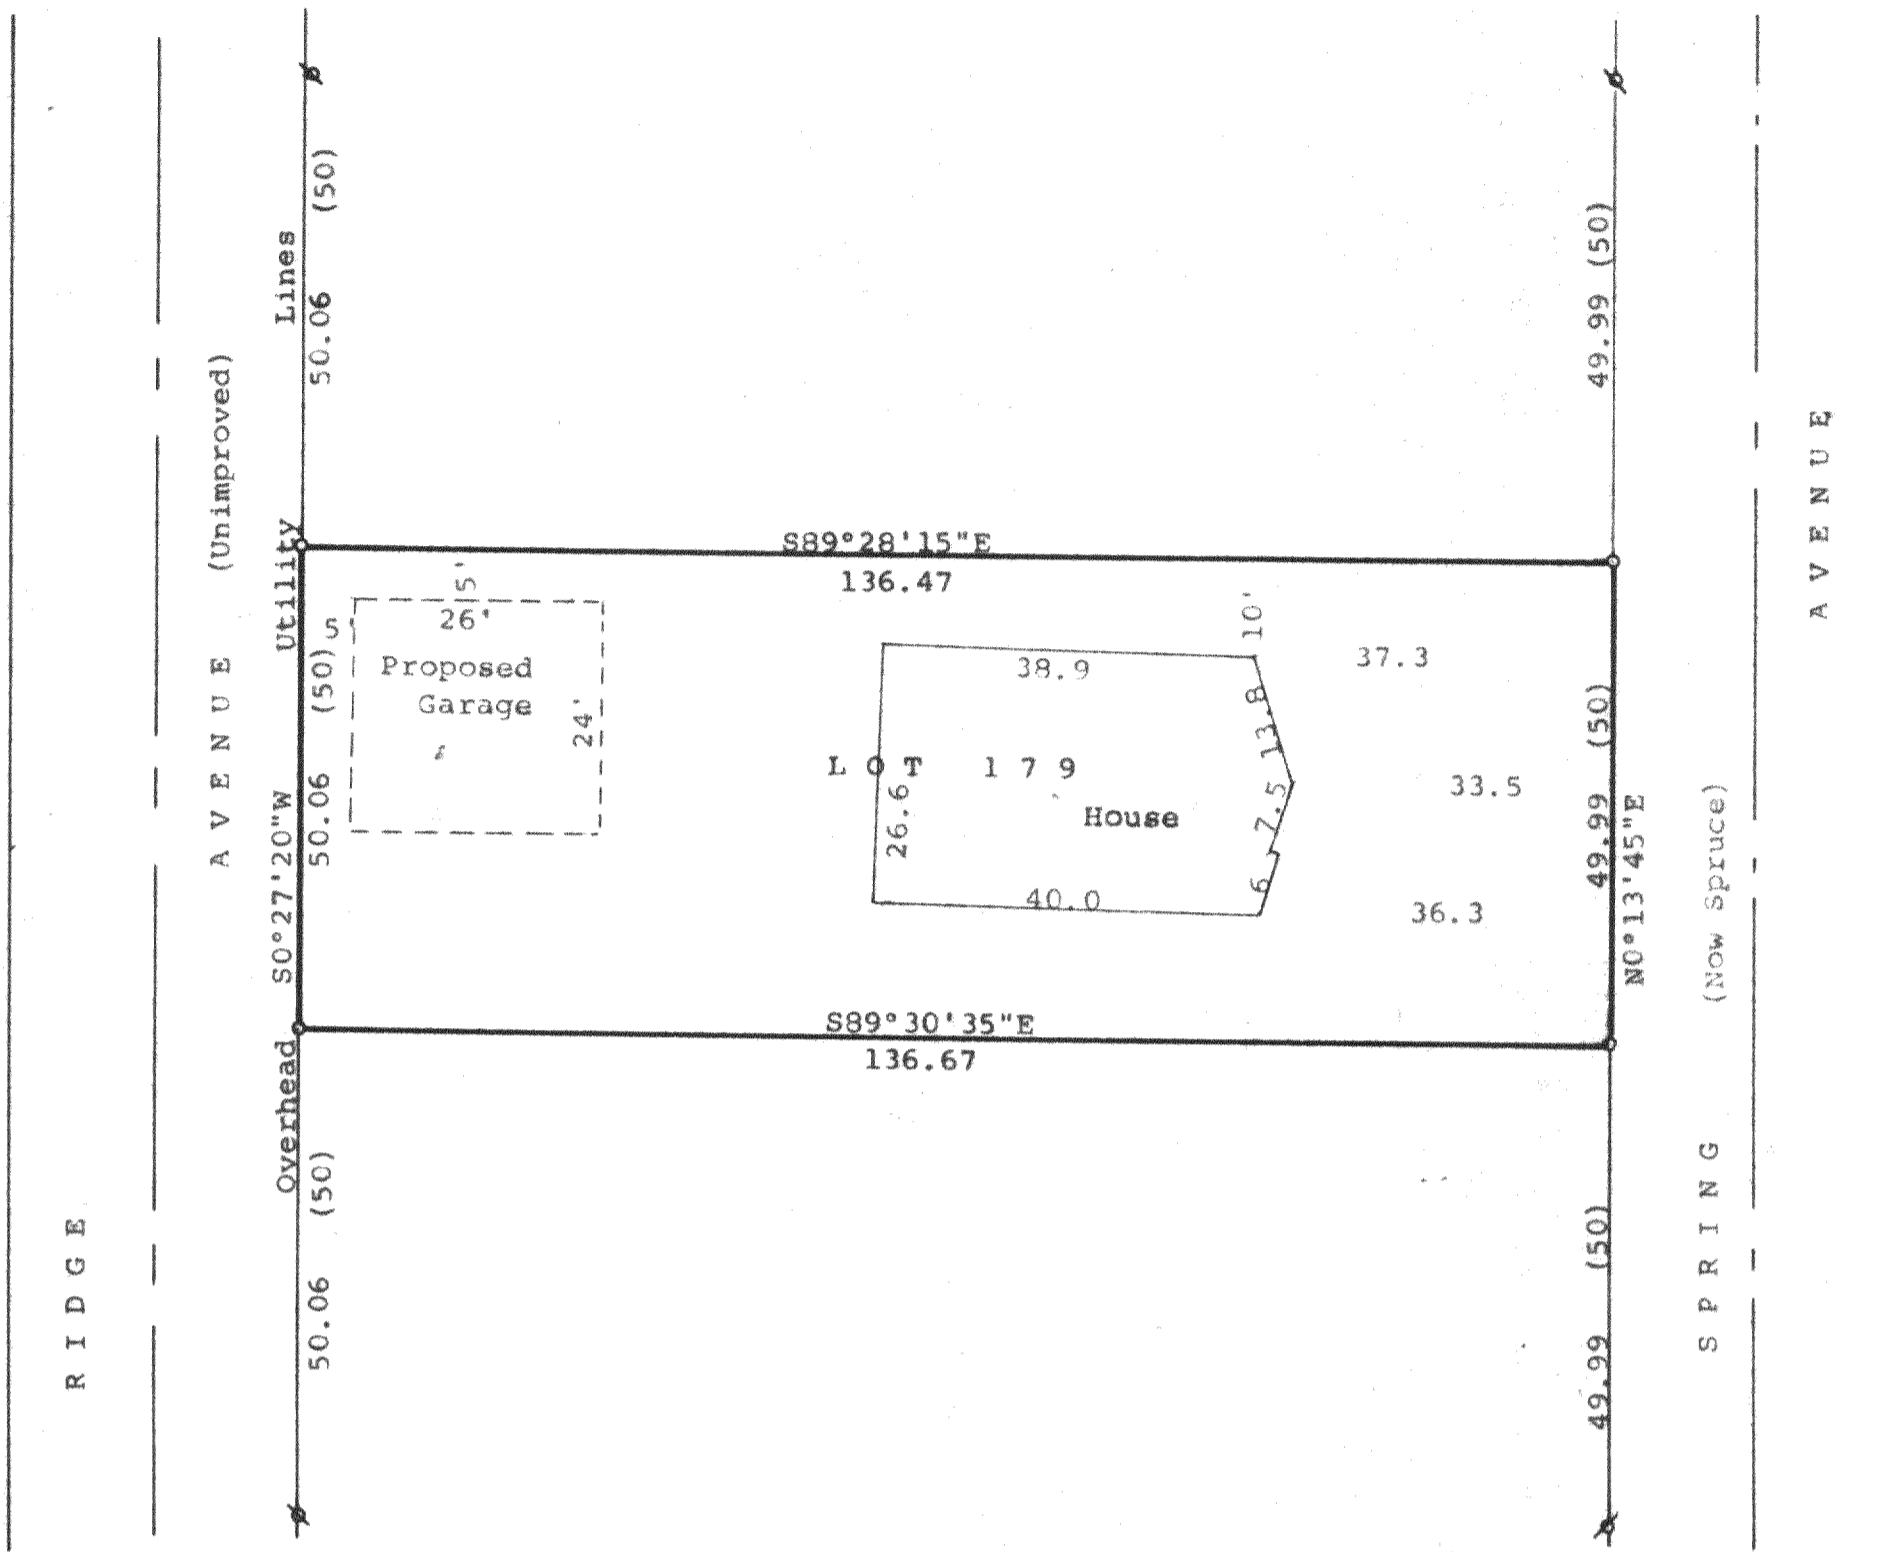 RIDGE
AVENUE (Unimproved)
Overhead Utility Lines
50.06 (50)
S0°27'20"W
50.06 (50)
50.06 (50)
S89°28'15"E
136.47
5'
5'
26'
Proposed
Garage
24'
38.9
10'
37.3
13.8
LOT 179
26.6
House
7.5
33.5
6
40.0
36.3
S89°30'35"E
136.67
49.99 (50)
49.99 (50)
N0°13'45"E
49.99 (50)
SPRING
AVENUE
(Now Spruce)